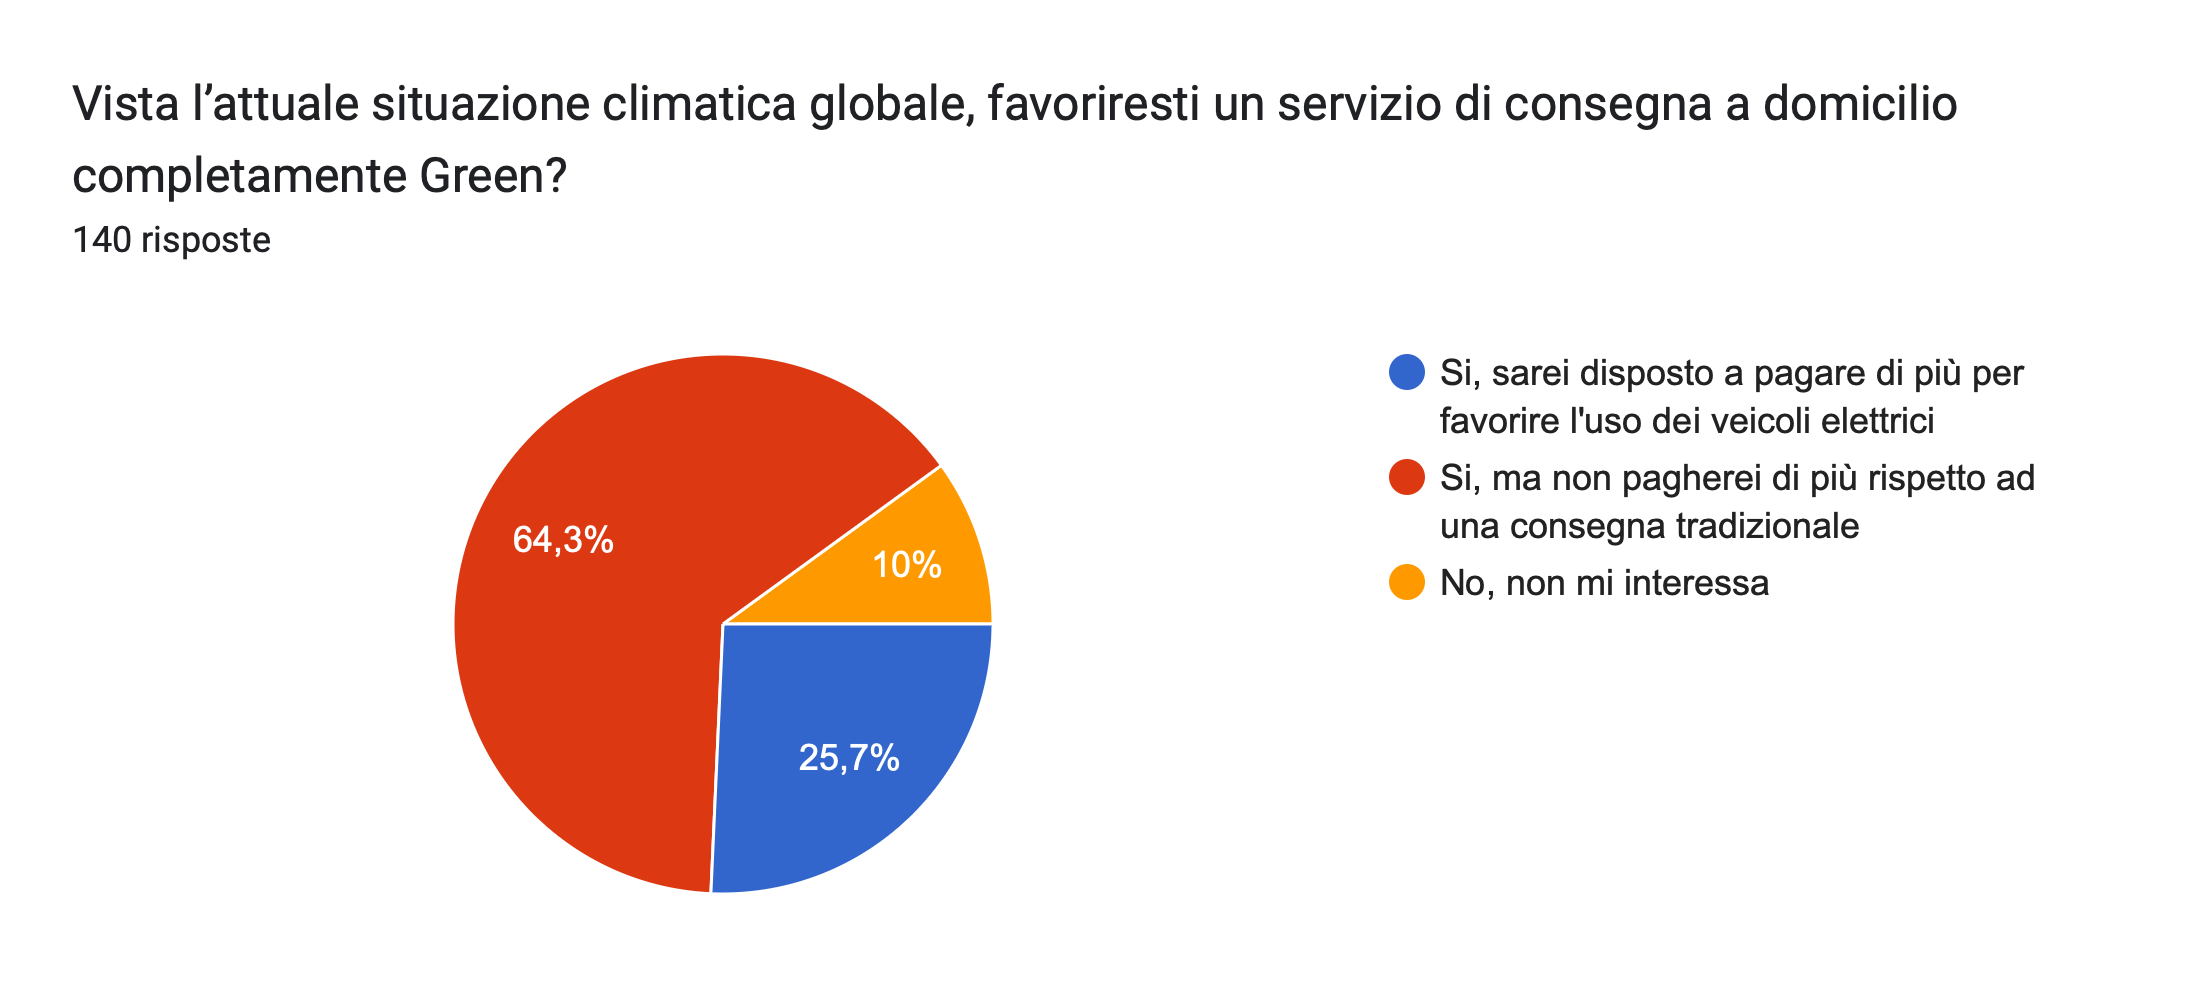 Vista l’attuale situazione climatica globale, favoriresti un servizio di consegna a domicilio
completamente Green?
140 risposte
Si, sarei disposto a pagare di più per
favorire l'uso dei veicoli elettrici
Si, ma non pagherei di più rispetto ad
una consegna tradizionale
No, non mi interessa
64,3%
10%
25,7%